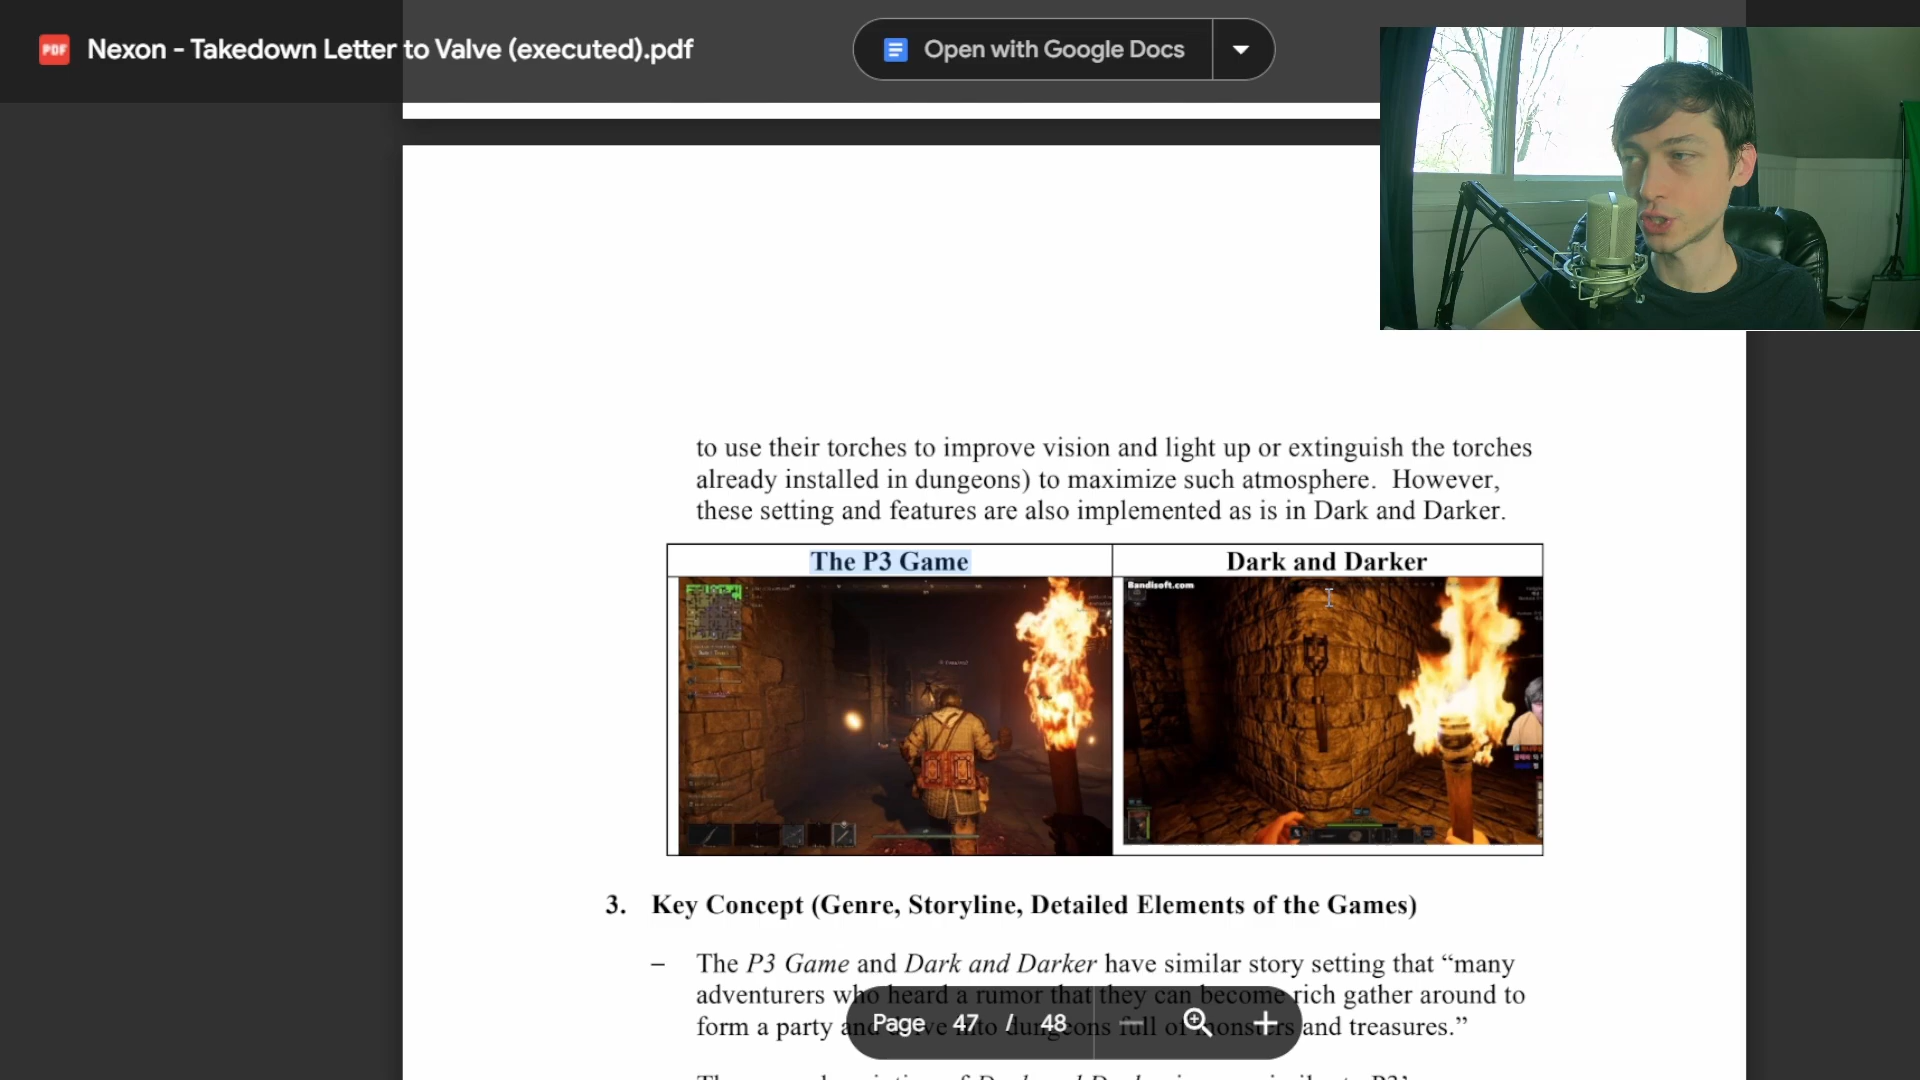 Nexon - Takedown Letter to Valve (executed).pdf
Open with Google Docs
to use their torches to improve vision and light up or extinguish the torches
already installed in dungeons) to maximize such atmosphere. However,
these setting and features are also implemented as is in Dark and Darker.
The P3 Game
Dark and Darker
Bandisoft.com
3. Key Concept (Genre, Storyline, Detailed Elements of the Games)
– The P3 Game and Dark and Darker have similar story setting that “many
adventurers who heard a rumor that they can become rich gather around to
form a party and dive into dungeons full of monsters and treasures.”
Page 47 / 48